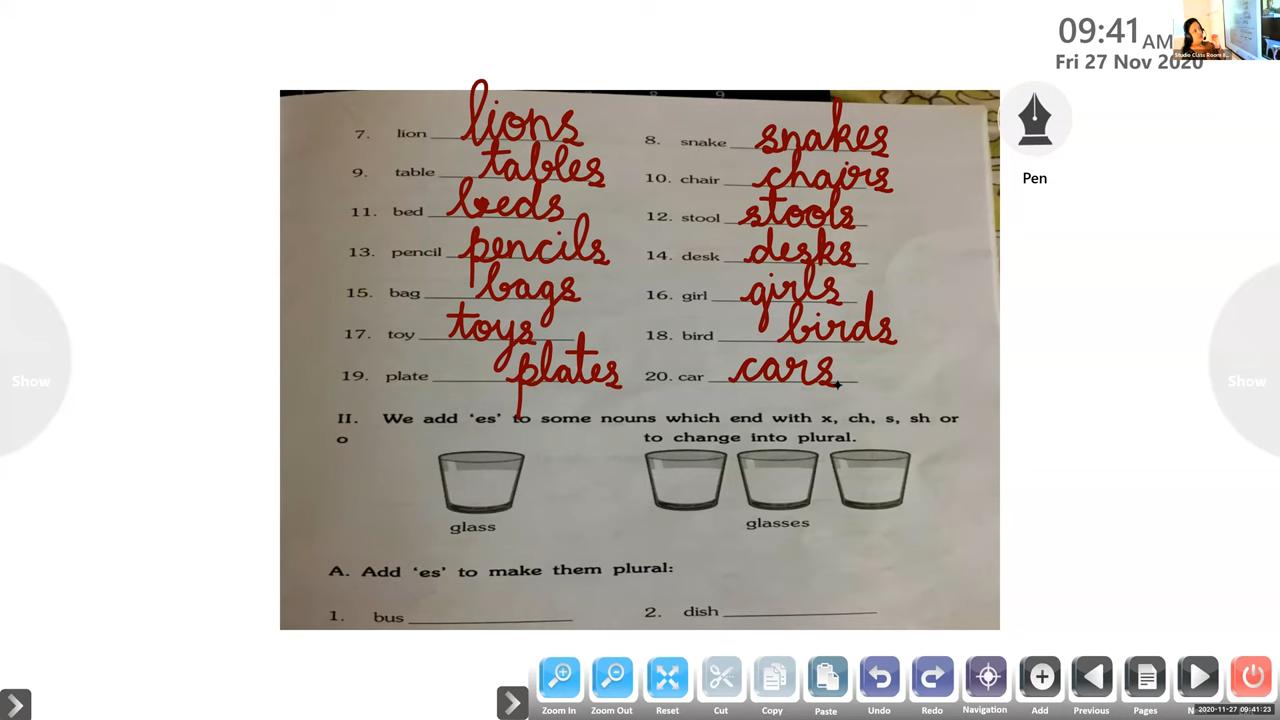 09:41 AM
Fri 27 Nov 2020
Pen
7. lion lions 8. snake snakes
9. table tables 10. chair chairs
11. bed beds 12. stool stools
13. pencil pencils 14. desk desks
15. bag bags 16. girl girls
17. toy toys 18. bird birds
19. plate plates 20. car cars
II. We add ‘es’ to some nouns which end with x, ch, s, sh or
o to change into plural.
glass glasses
A. Add ‘es’ to make them plural:
1. bus 2. dish
Show Show
Zoom In Zoom Out Reset Cut Copy Paste Undo Redo Navigation Add Previous Pages
2020-11-27 09:41:23